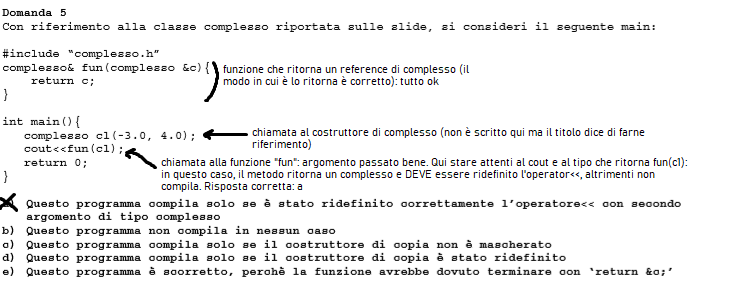 Domanda 5
Con riferimento alla classe complesso riportata sulle slide, si consideri il seguente main:
#include "complesso.h"
complesso& fun(complesso &c){
return c;
}
funzione che ritorna un reference di complesso (il
modo in cui è lo ritorna è corretto): tutto ok
int main(){
complesso c1(-3.0, 4.0);
cout<<fun(c1);
return 0;
}
chiamata al costruttore di complesso (non è scritto qui ma il titolo dice di farne
riferimento)
chiamata alla funzione "fun": argomento passato bene. Qui stare attenti al cout e al tipo che ritorna fun(c1):
in questo caso, il metodo ritorna un complesso e DEVE essere ridefinito l'operator<<, altrimenti non
compila. Risposta corretta: a
Questo programma compila solo se è stato ridefinito correttamente l'operatore<< con secondo
argomento di tipo complesso
b) Questo programma non compila in nessun caso
c) Questo programma compila solo se il costruttore di copia non è mascherato
d) Questo programma compila solo se il costruttore di copia è stato ridefinito
e) Questo programma è scorretto, perchè la funzione avrebbe dovuto terminare con 'return &c;'